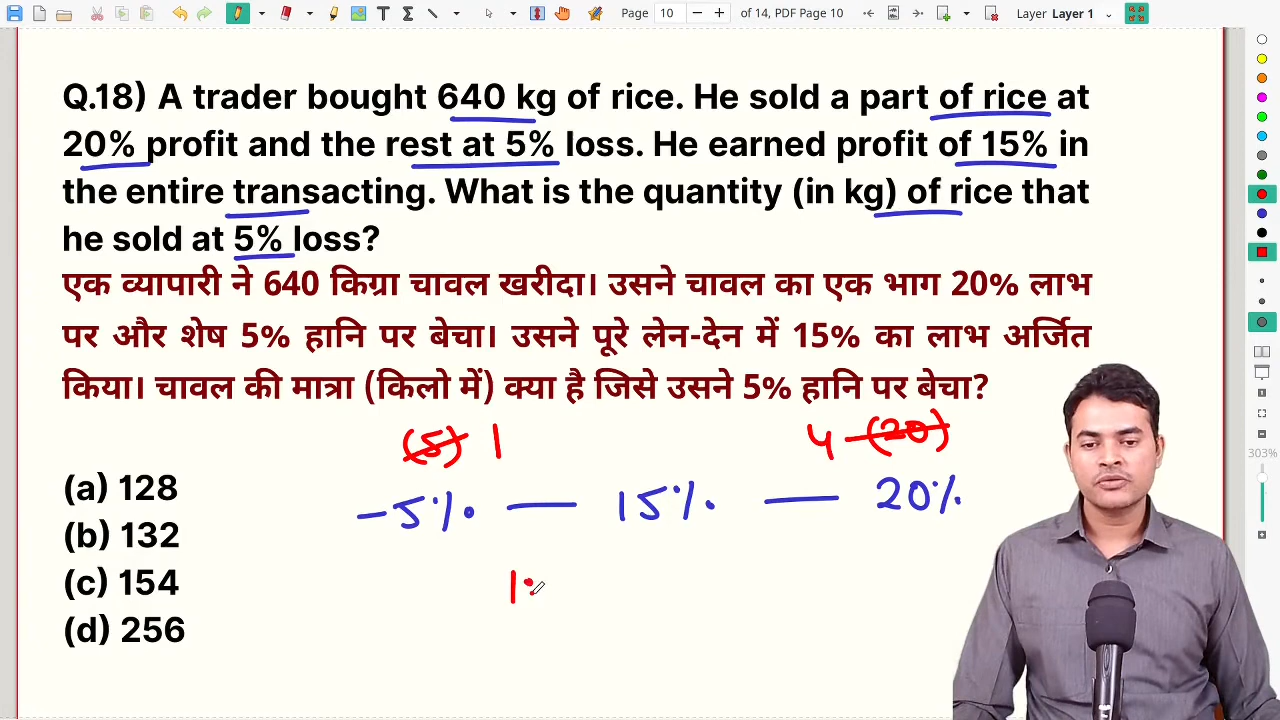 Page 10 of 14, PDF Page 10 Layer Layer 1
Q.18) A trader bought 640 kg of rice. He sold a part of rice at
20% profit and the rest at 5% loss. He earned profit of 15% in
the entire transacting. What is the quantity (in kg) of rice that
he sold at 5% loss?
एक व्यापारी ने 640 किग्रा चावल खरीदा। उसने चावल का एक भाग 20% लाभ
पर और शेष 5% हानि पर बेचा। उसने पूरे लेन-देन में 15% का लाभ अर्जित
किया। चावल की मात्रा (किलो में) क्या है जिसे उसने 5% हानि पर बेचा?
(5) 1 4 (20)
-5% — 15% — 20%
1:
(a) 128
(b) 132
(c) 154
(d) 256
303%